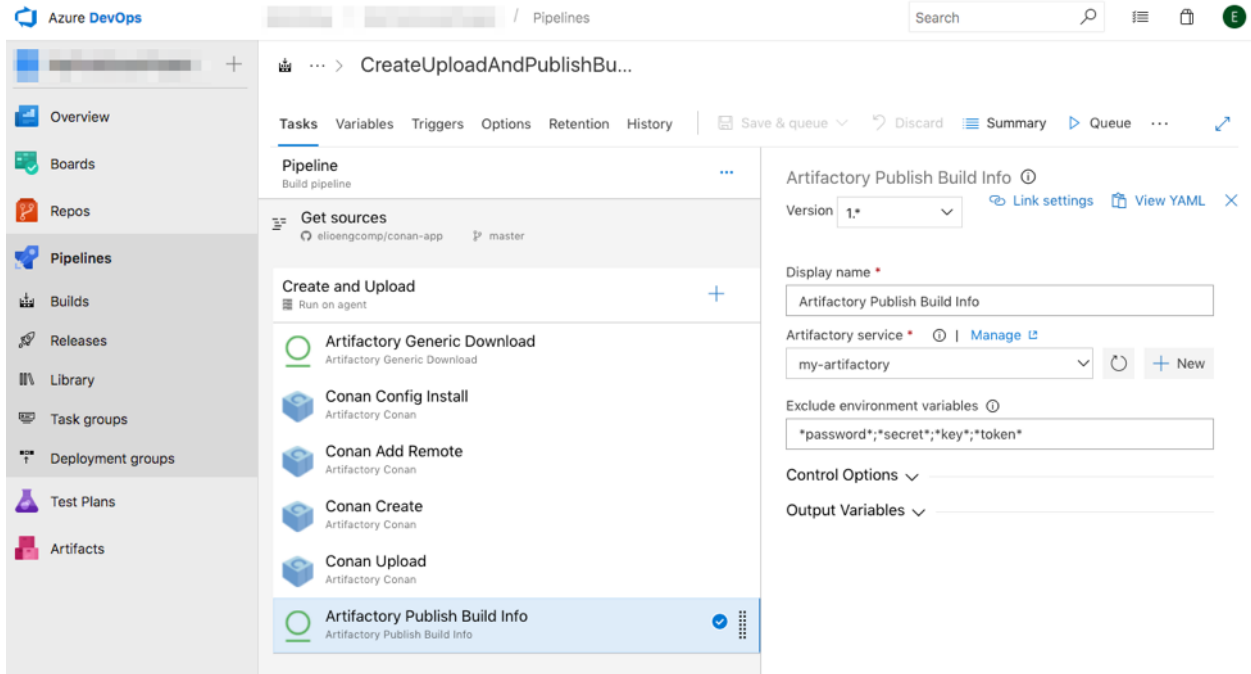 Azure DevOps
/ Pipelines
Search
E
CreateUploadAndPublishBu...
Overview
Boards
Repos
Pipelines
Builds
Releases
Library
Task groups
Deployment groups
Test Plans
Artifacts
Tasks Variables Triggers Options Retention History Save & queue Discard Summary Queue ...
Pipeline
Build pipeline
Get sources
elioengcomp/conan-app master
Create and Upload
Run on agent
Artifactory Generic Download
Artifactory Generic Download
Conan Config Install
Artifactory Conan
Conan Add Remote
Artifactory Conan
Conan Create
Artifactory Conan
Conan Upload
Artifactory Conan
Artifactory Publish Build Info
Artifactory Publish Build Info
Artifactory Publish Build Info
Link settings View YAML
Version 1.*
Display name *
Artifactory Publish Build Info
Artifactory service * | Manage
my-artifactory
New
Exclude environment variables
*password*;*secret*;*key*;*token*
Control Options
Output Variables